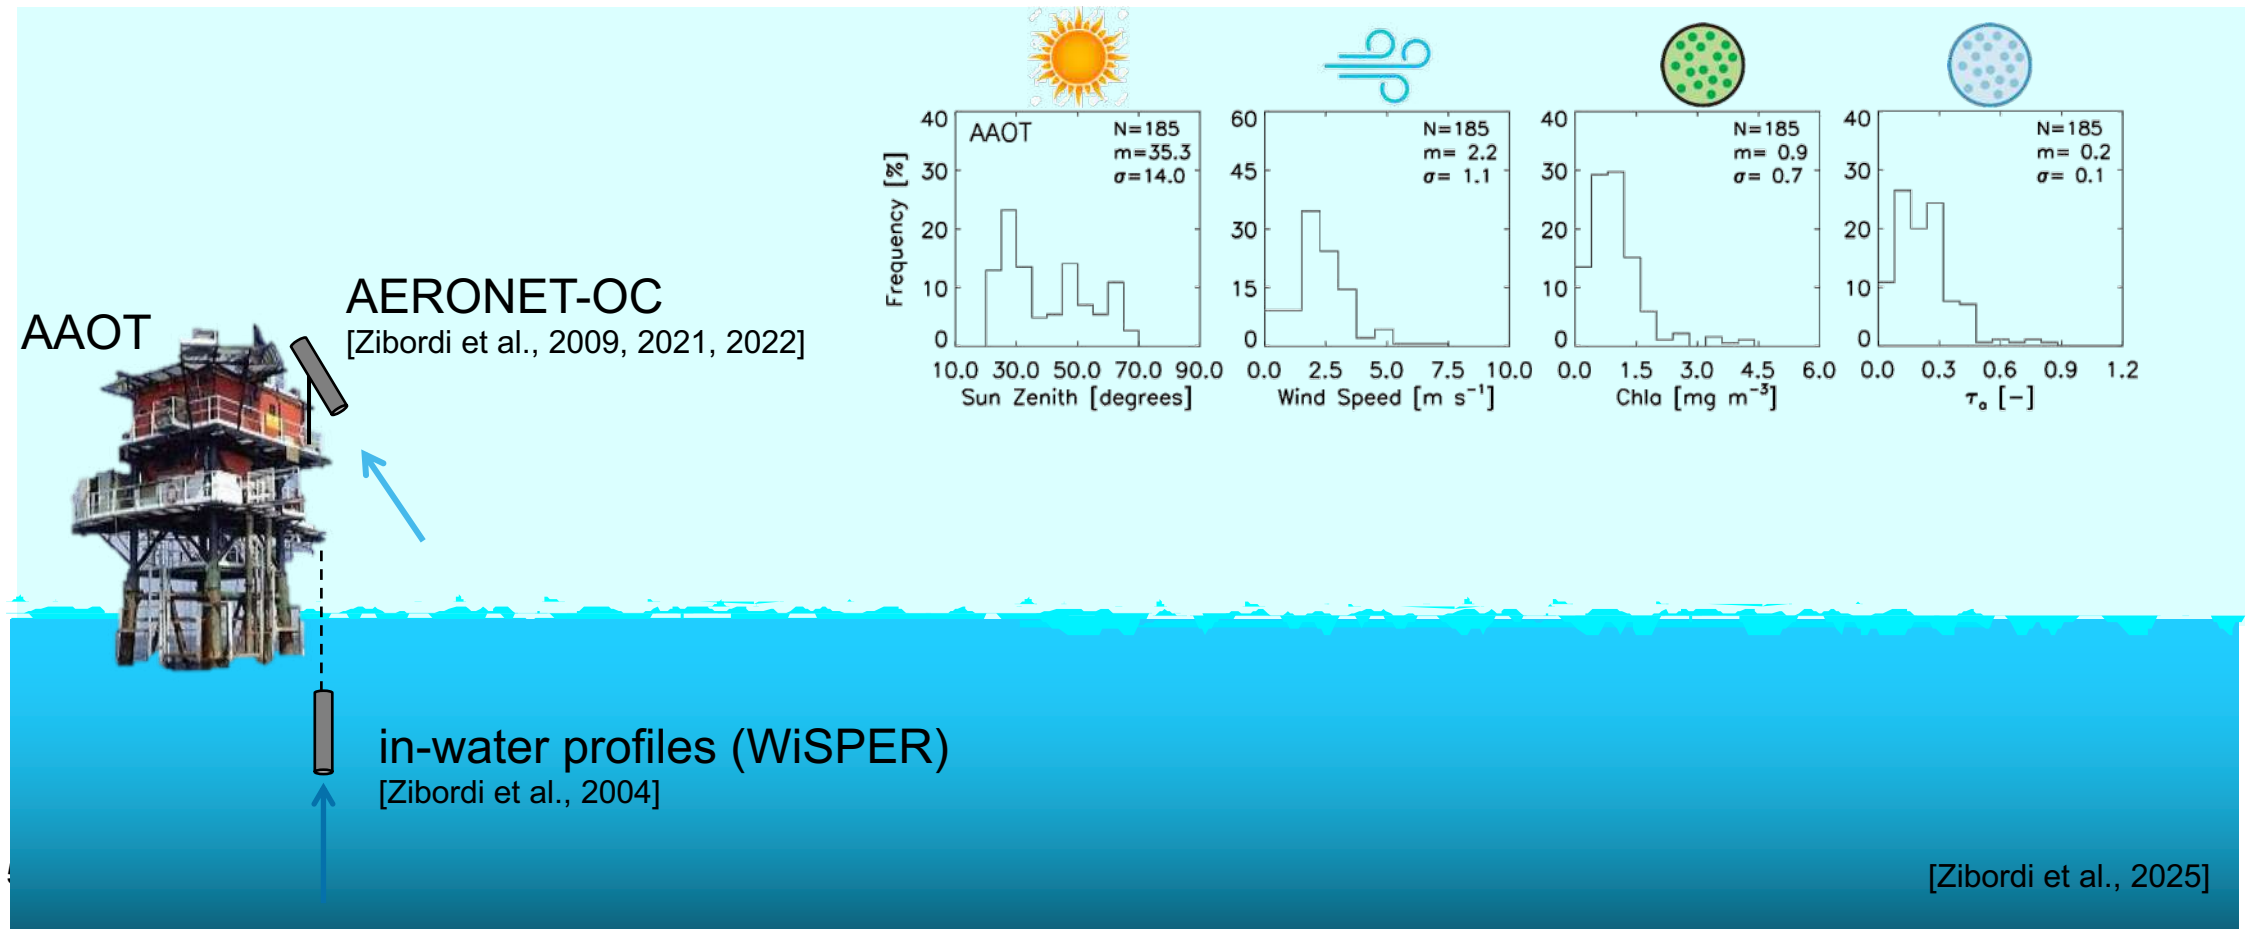 AAOT
AERONET-OC
[Zibordi et al., 2009, 2021, 2022]
in-water profiles (WiSPER)
[Zibordi et al., 2004]
Frequency [%]
40
30
20
10
0
AAOT
N=185
m=35.3
σ=14.0
10.0 30.0 50.0 70.0 90.0
Sun Zenith [degrees]
60
45
30
15
0
N=185
m= 2.2
σ= 1.1
0.0 2.5 5.0 7.5 10.0
Wind Speed [m s⁻¹]
40
30
20
10
0
N=185
m= 0.9
σ= 0.7
0.0 1.5 3.0 4.5 6.0
Chla [mg m⁻³]
40
30
20
10
0
N=185
m= 0.2
σ= 0.1
0.0 0.3 0.6 0.9 1.2
τₐ [-]
[Zibordi et al., 2025]